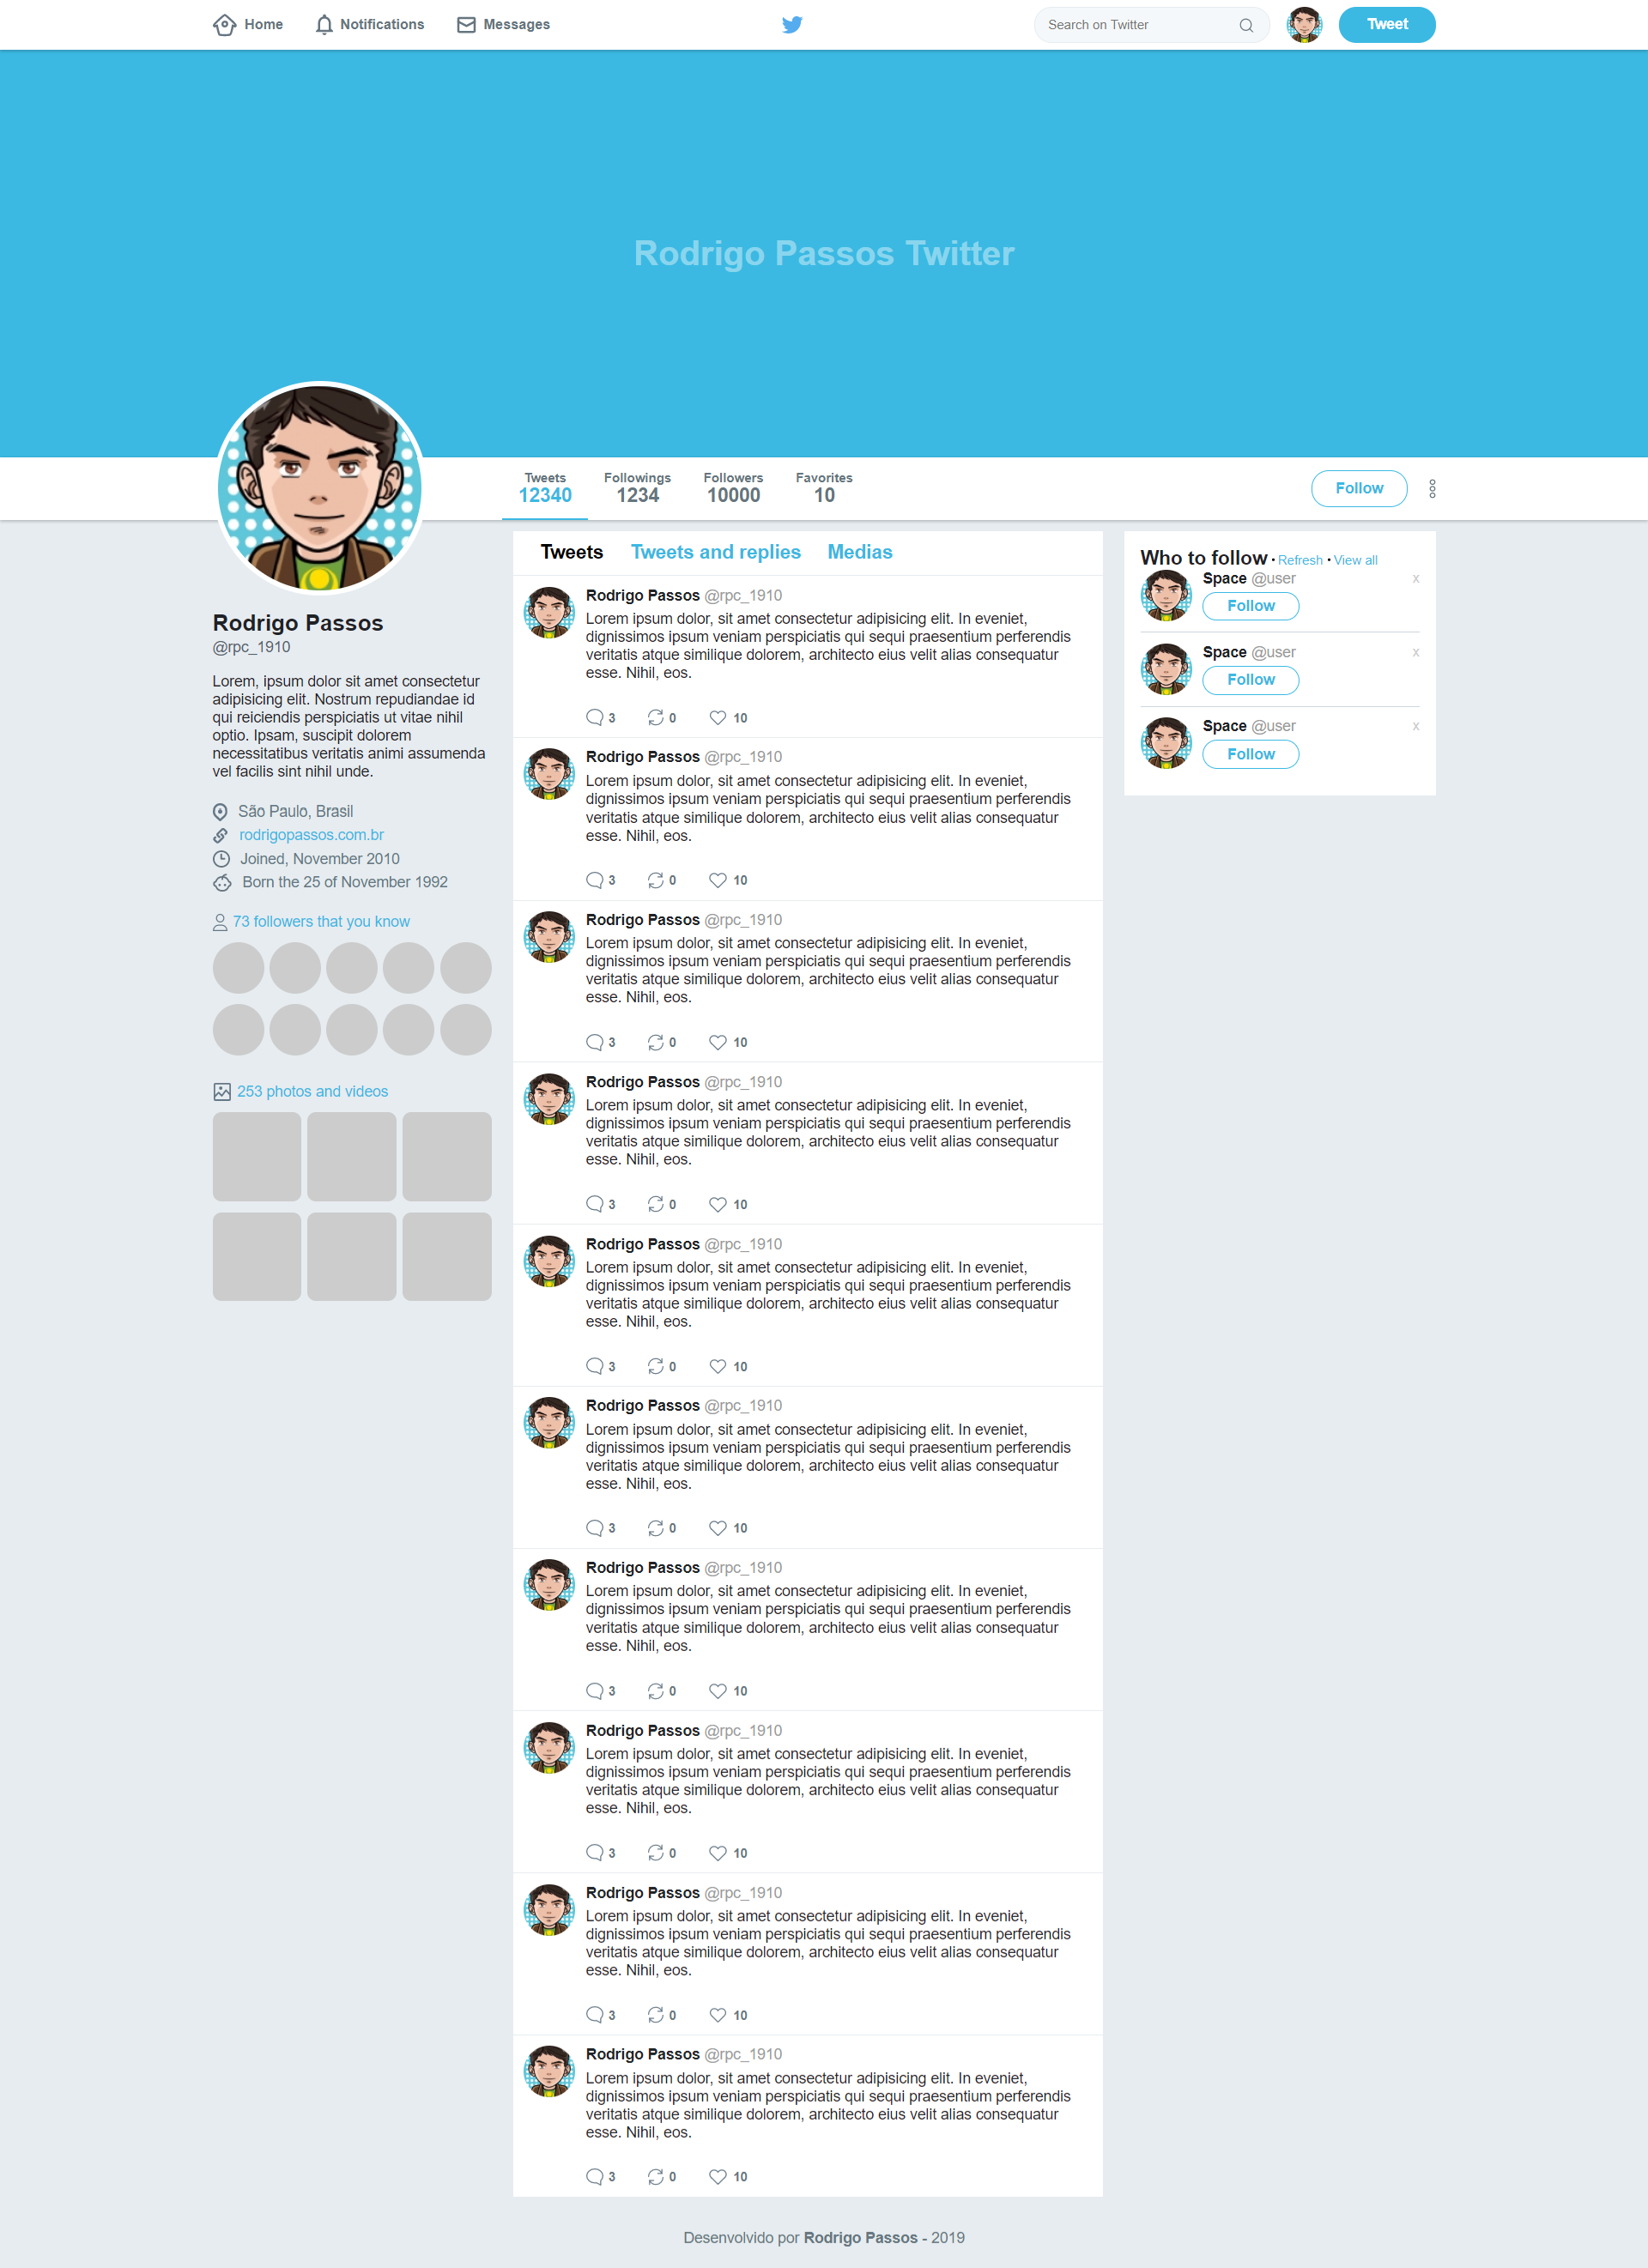 Home Notifications Messages Search on Twitter Tweet
Rodrigo Passos Twitter
Tweets Followings Followers Favorites
12340 1234 10000 10
Follow
Rodrigo Passos
@rpc_1910
Lorem, ipsum dolor sit amet consectetur
adipisicing elit. Nostrum repudiandae id
qui reiciendis perspiciatis ut vitae nihil
optio. Ipsam, suscipit dolorem
necessitatibus veritatis animi assumenda
vel facilis sint nihil unde.
São Paulo, Brasil
rodrigopassos.com.br
Joined, November 2010
Born the 25 of November 1992
73 followers that you know
253 photos and videos
Tweets Tweets and replies Medias
Rodrigo Passos @rpc_1910
Lorem ipsum dolor, sit amet consectetur adipisicing elit. In eveniet,
dignissimos ipsum veniam perspiciatis qui sequi praesentium perferendis
veritatis atque similique dolorem, architecto eius velit alias consequatur
esse. Nihil, eos.
3 0 10
Rodrigo Passos @rpc_1910
Lorem ipsum dolor, sit amet consectetur adipisicing elit. In eveniet,
dignissimos ipsum veniam perspiciatis qui sequi praesentium perferendis
veritatis atque similique dolorem, architecto eius velit alias consequatur
esse. Nihil, eos.
3 0 10
Rodrigo Passos @rpc_1910
Lorem ipsum dolor, sit amet consectetur adipisicing elit. In eveniet,
dignissimos ipsum veniam perspiciatis qui sequi praesentium perferendis
veritatis atque similique dolorem, architecto eius velit alias consequatur
esse. Nihil, eos.
3 0 10
Rodrigo Passos @rpc_1910
Lorem ipsum dolor, sit amet consectetur adipisicing elit. In eveniet,
dignissimos ipsum veniam perspiciatis qui sequi praesentium perferendis
veritatis atque similique dolorem, architecto eius velit alias consequatur
esse. Nihil, eos.
3 0 10
Rodrigo Passos @rpc_1910
Lorem ipsum dolor, sit amet consectetur adipisicing elit. In eveniet,
dignissimos ipsum veniam perspiciatis qui sequi praesentium perferendis
veritatis atque similique dolorem, architecto eius velit alias consequatur
esse. Nihil, eos.
3 0 10
Rodrigo Passos @rpc_1910
Lorem ipsum dolor, sit amet consectetur adipisicing elit. In eveniet,
dignissimos ipsum veniam perspiciatis qui sequi praesentium perferendis
veritatis atque similique dolorem, architecto eius velit alias consequatur
esse. Nihil, eos.
3 0 10
Rodrigo Passos @rpc_1910
Lorem ipsum dolor, sit amet consectetur adipisicing elit. In eveniet,
dignissimos ipsum veniam perspiciatis qui sequi praesentium perferendis
veritatis atque similique dolorem, architecto eius velit alias consequatur
esse. Nihil, eos.
3 0 10
Rodrigo Passos @rpc_1910
Lorem ipsum dolor, sit amet consectetur adipisicing elit. In eveniet,
dignissimos ipsum veniam perspiciatis qui sequi praesentium perferendis
veritatis atque similique dolorem, architecto eius velit alias consequatur
esse. Nihil, eos.
3 0 10
Rodrigo Passos @rpc_1910
Lorem ipsum dolor, sit amet consectetur adipisicing elit. In eveniet,
dignissimos ipsum veniam perspiciatis qui sequi praesentium perferendis
veritatis atque similique dolorem, architecto eius velit alias consequatur
esse. Nihil, eos.
3 0 10
Rodrigo Passos @rpc_1910
Lorem ipsum dolor, sit amet consectetur adipisicing elit. In eveniet,
dignissimos ipsum veniam perspiciatis qui sequi praesentium perferendis
veritatis atque similique dolorem, architecto eius velit alias consequatur
esse. Nihil, eos.
3 0 10
Who to follow • Refresh • View all
Space @user x
Follow
Space @user x
Follow
Space @user x
Follow
Desenvolvido por Rodrigo Passos - 2019